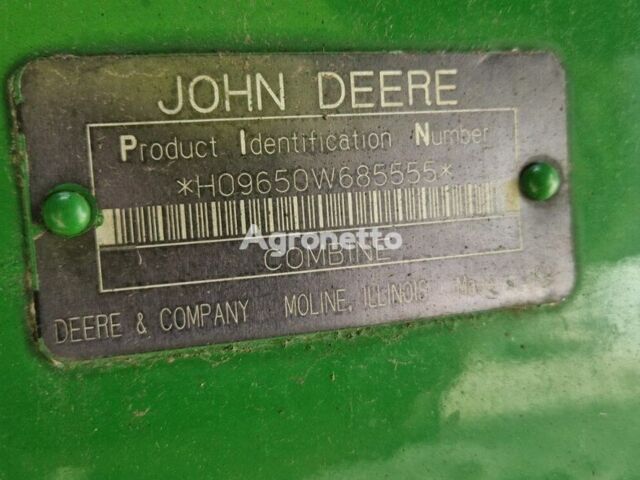 JOHN DEERE
Product Identification Number
*H09650W685555*
Agronetto
COMBINE
DEERE & COMPANY MOLINE, ILLINOIS